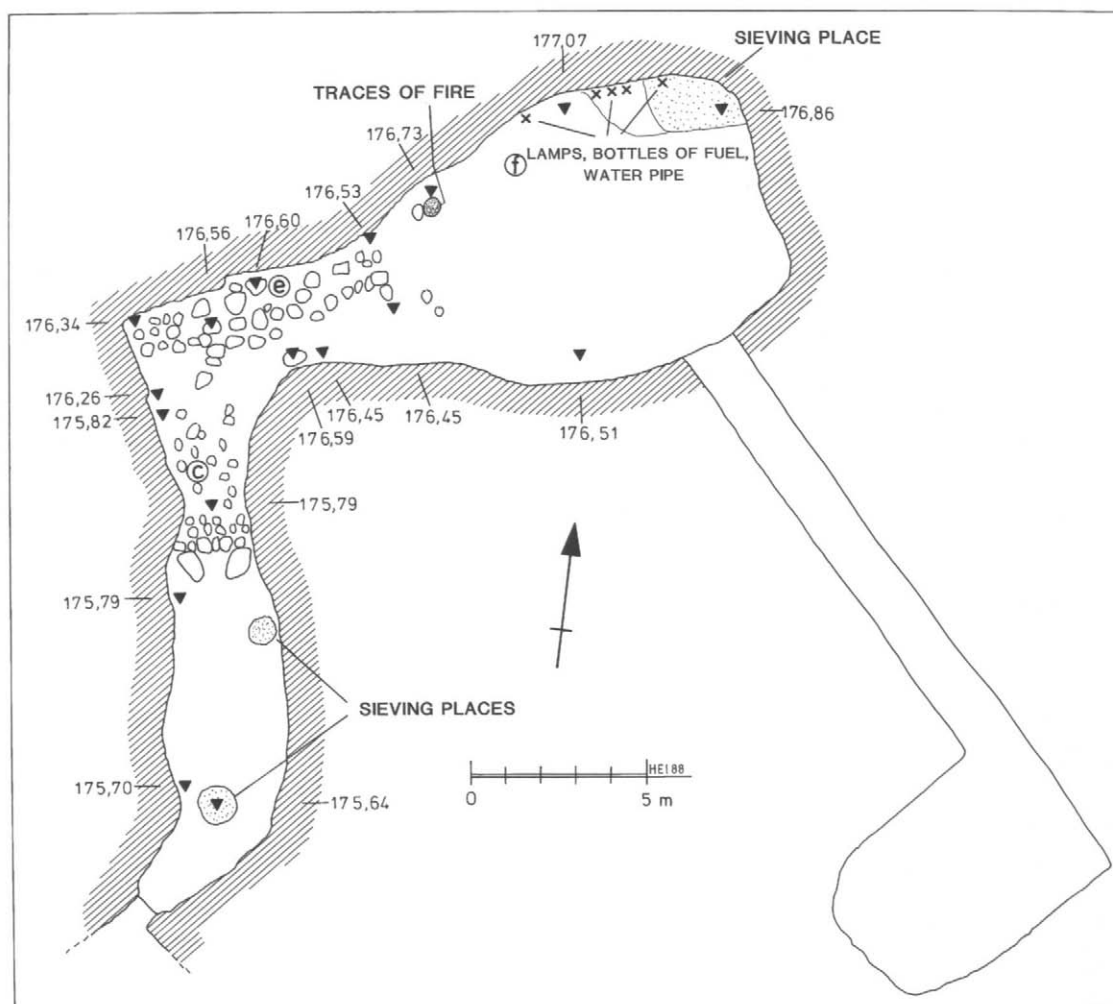 177,07
SIEVING PLACE
TRACES OF FIRE
176,86
176,73
f
LAMPS, BOTTLES OF FUEL,
WATER PIPE
176,53
176,60
176,56
e
176,34
176,26
175,82
176,45
176,45
176,59
176,51
c
175,79
175,79
SIEVING PLACES
175,70
175,64
HEI 88
0
5 m